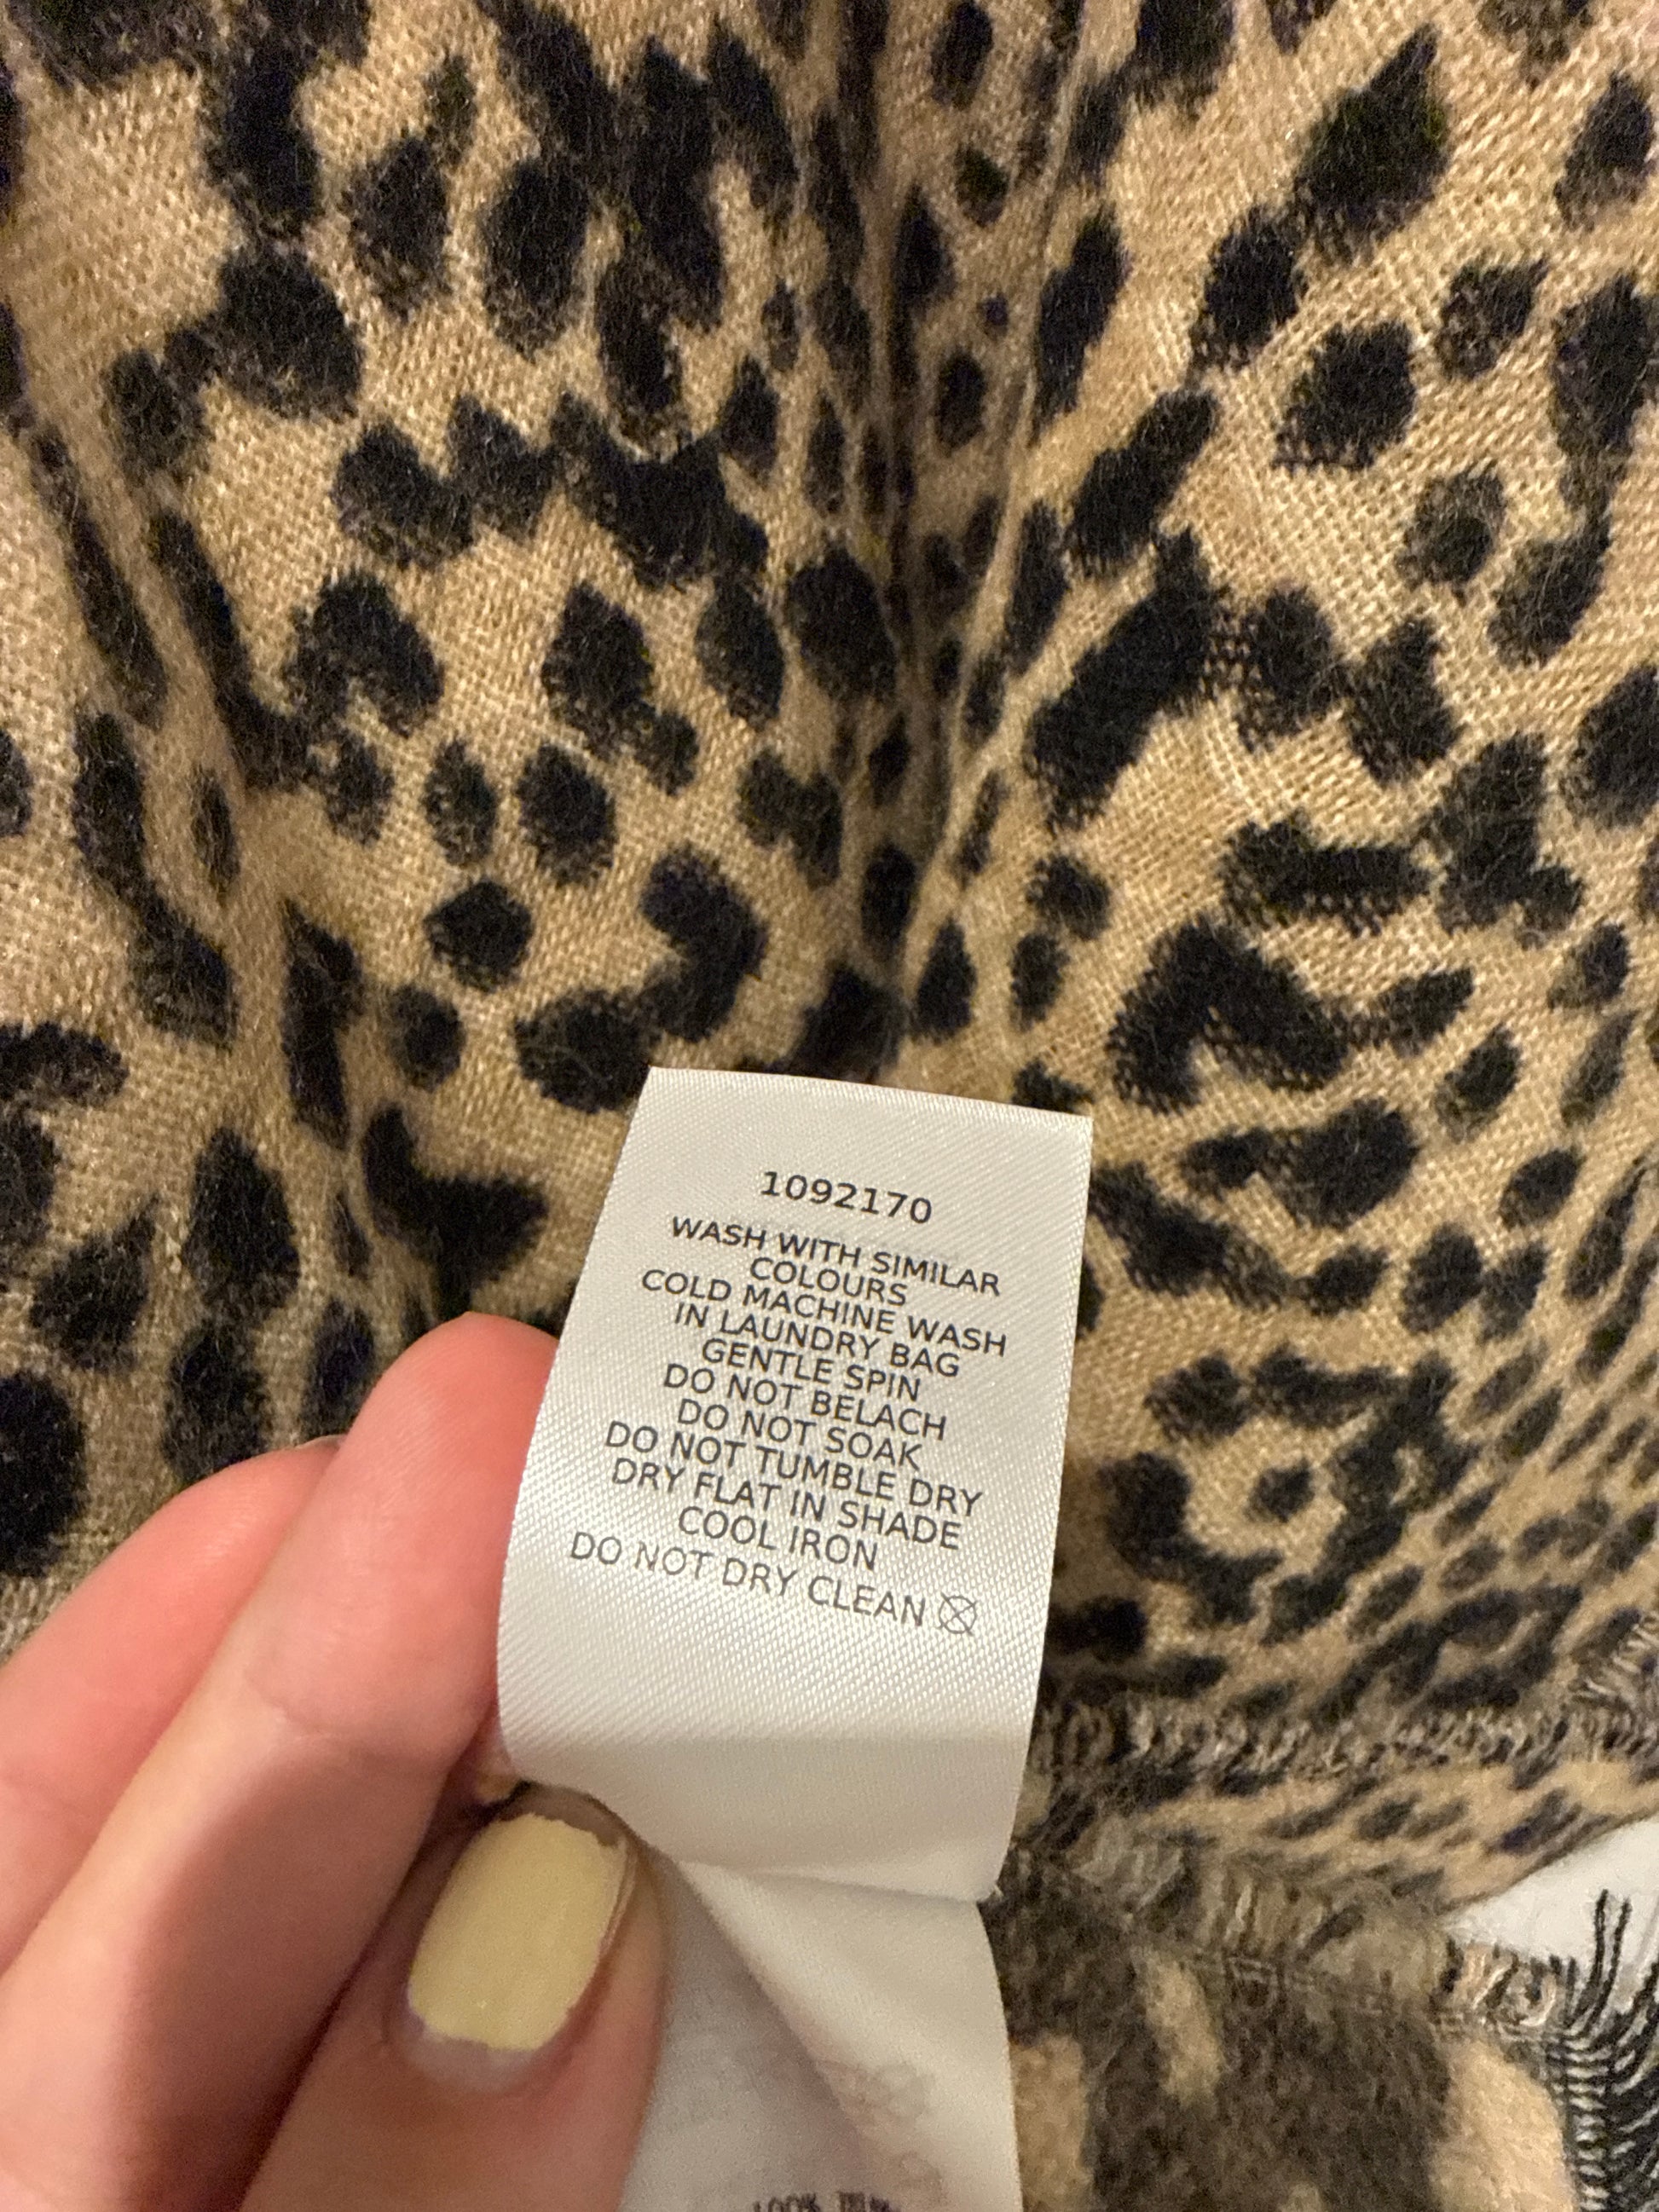 1092170
WASH WITH SIMILAR
COLOURS
COLD MACHINE WASH
IN LAUNDRY BAG
GENTLE SPIN
DO NOT BELACH
DO NOT SOAK
DO NOT TUMBLE DRY
DRY FLAT IN SHADE
COOL IRON
DO NOT DRY CLEAN
100%